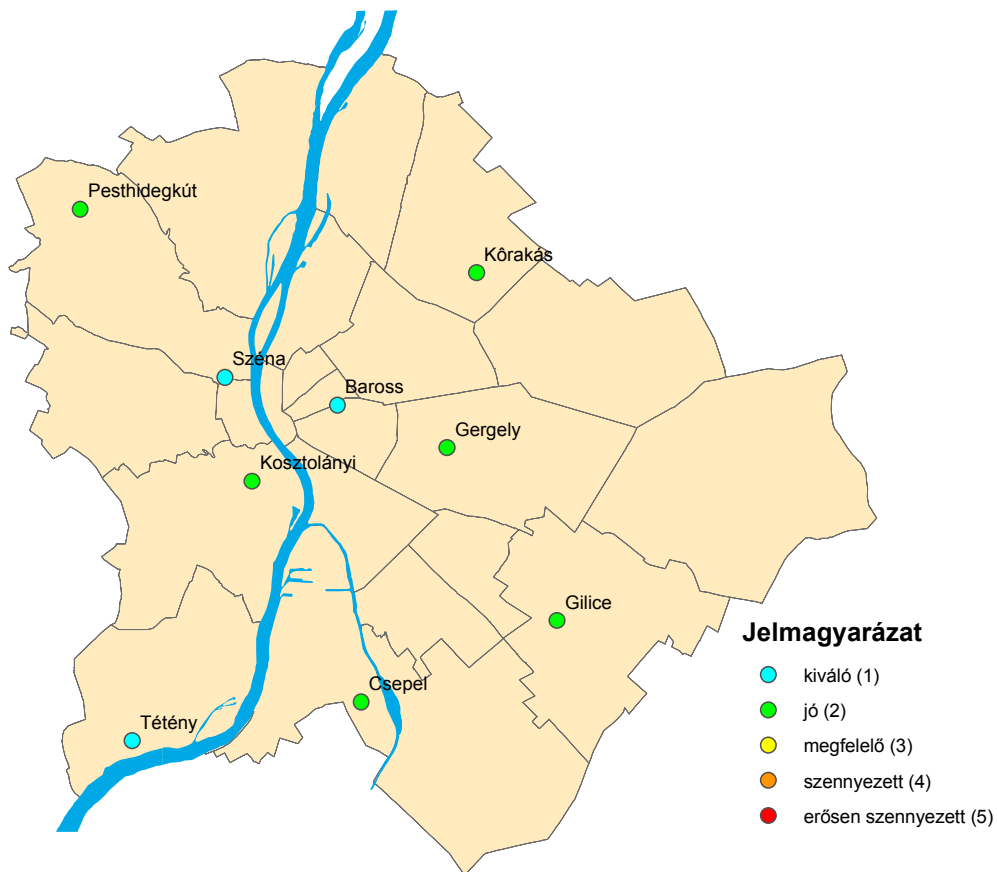 Pesthidegkút
Kôrakás
Széna
Baross
Gergely
Kosztolányi
Gilice
Csepel
Tétény
Jelmagyarázat
kiváló (1)
jó (2)
megfelelő (3)
szennyezett (4)
erősen szennyezett (5)